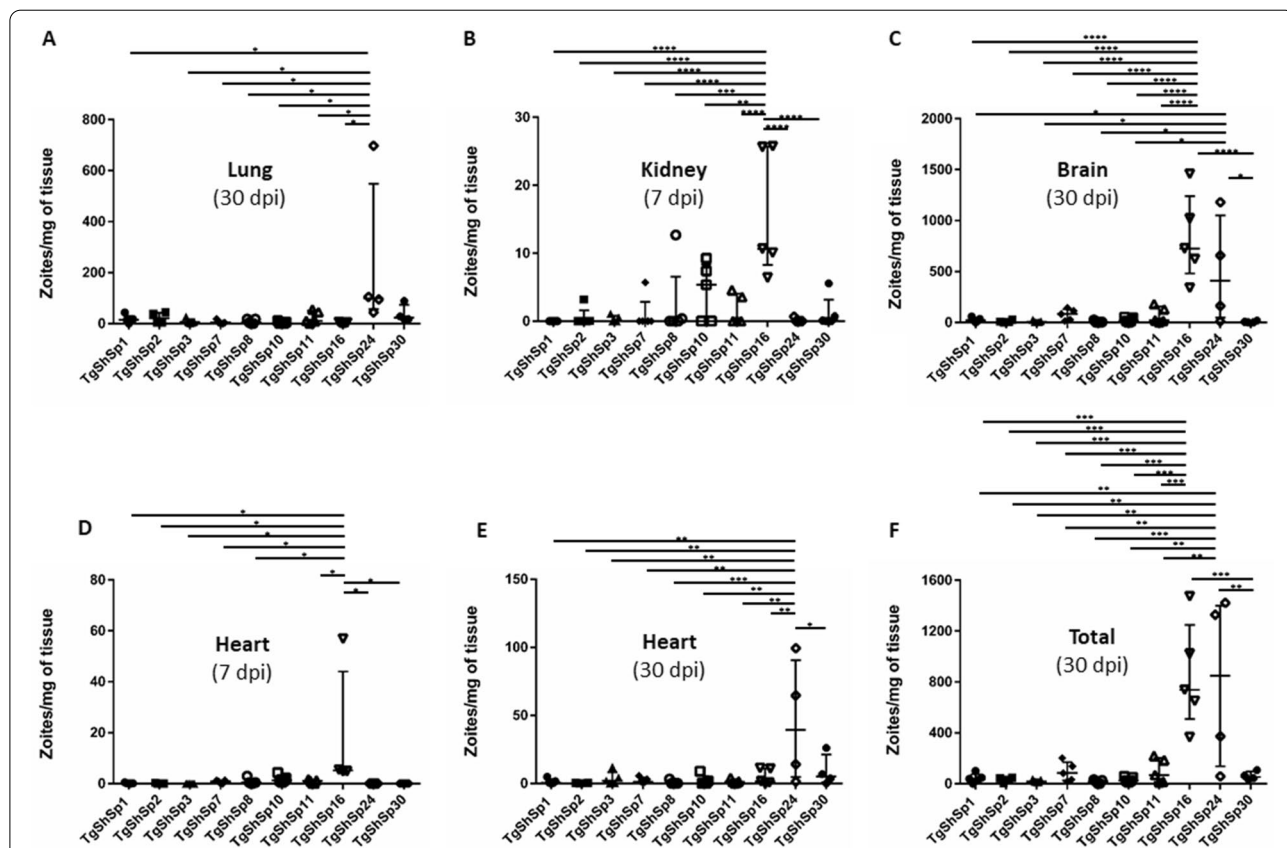 A
B
C
*
*
*
*
*
*
*
****
****
****
****
***
**
****
****
****
****
****
****
****
****
****
****
*
*
*
*
****
*
Zoites/mg of tissue
800
600
400
200
0
Lung
(30 dpi)
TgShSp1
TgShSp2
TgShSp3
TgShSp7
TgShSp8
TgShSp10
TgShSp11
TgShSp16
TgShSp24
TgShSp30
Zoites/mg of tissue
30
20
10
0
Kidney
(7 dpi)
TgShSp1
TgShSp2
TgShSp3
TgShSp7
TgShSp8
TgShSp10
TgShSp11
TgShSp16
TgShSp24
TgShSp30
Zoites/mg of tissue
2000
1500
1000
500
0
Brain
(30 dpi)
TgShSp1
TgShSp2
TgShSp3
TgShSp7
TgShSp8
TgShSp10
TgShSp11
TgShSp16
TgShSp24
TgShSp30
D
E
F
*
*
*
*
*
*
*
*
**
**
**
**
***
**
**
**
*
***
***
***
***
***
***
***
**
**
**
**
***
**
**
***
**
Zoites/mg of tissue
80
60
40
20
0
Heart
(7 dpi)
TgShSp1
TgShSp2
TgShSp3
TgShSp7
TgShSp8
TgShSp10
TgShSp11
TgShSp16
TgShSp24
TgShSp30
Zoites/mg of tissue
150
100
50
0
Heart
(30 dpi)
TgShSp1
TgShSp2
TgShSp3
TgShSp7
TgShSp8
TgShSp10
TgShSp11
TgShSp16
TgShSp24
TgShSp30
Zoites/mg of tissue
1600
1200
800
400
0
Total
(30 dpi)
TgShSp1
TgShSp2
TgShSp3
TgShSp7
TgShSp8
TgShSp10
TgShSp11
TgShSp16
TgShSp24
TgShSp30